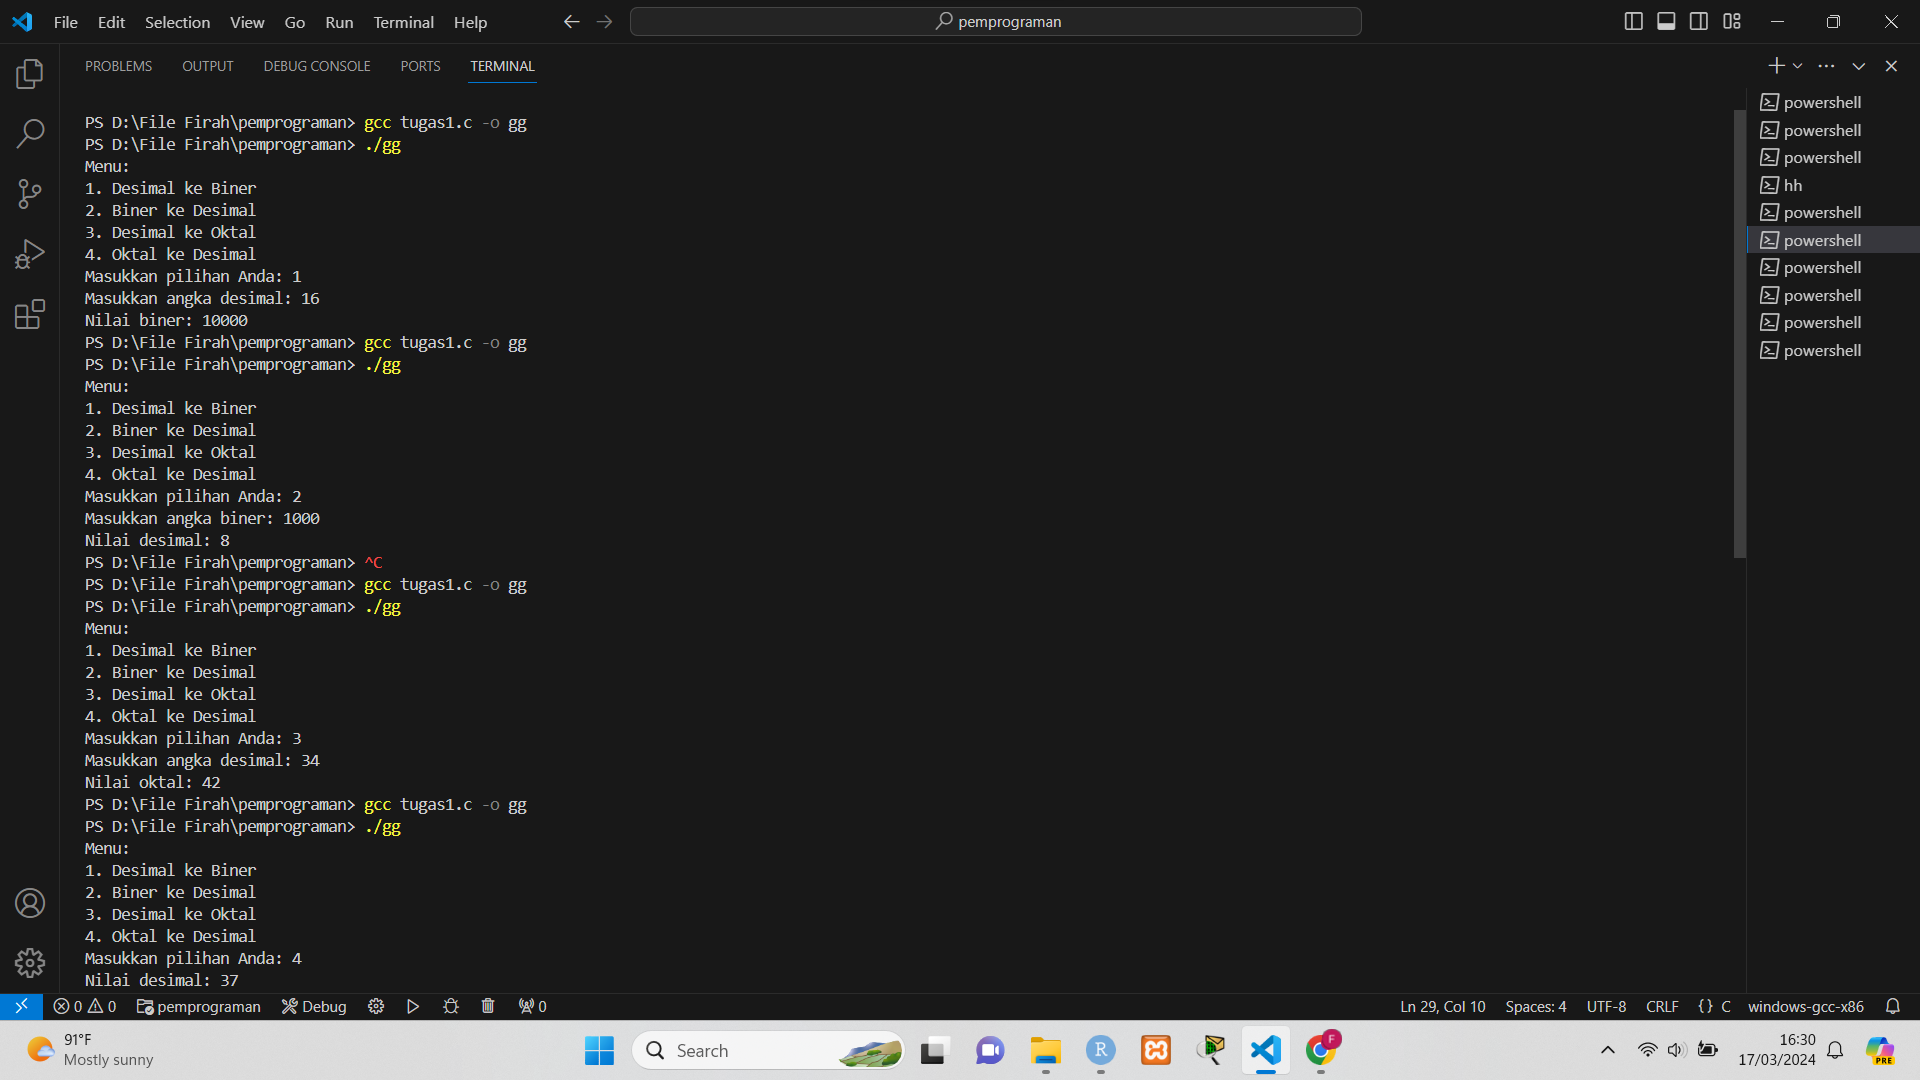 File Edit Selection View Go Run Terminal Help
pemprograman
PROBLEMS OUTPUT DEBUG CONSOLE PORTS TERMINAL
PS D:\File Firah\pemprograman> gcc tugas1.c -o gg
PS D:\File Firah\pemprograman> ./gg
Menu:
1. Desimal ke Biner
2. Biner ke Desimal
3. Desimal ke Oktal
4. Oktal ke Desimal
Masukkan pilihan Anda: 1
Masukkan angka desimal: 16
Nilai biner: 10000
PS D:\File Firah\pemprograman> gcc tugas1.c -o gg
PS D:\File Firah\pemprograman> ./gg
Menu:
1. Desimal ke Biner
2. Biner ke Desimal
3. Desimal ke Oktal
4. Oktal ke Desimal
Masukkan pilihan Anda: 2
Masukkan angka biner: 1000
Nilai desimal: 8
PS D:\File Firah\pemprograman> ^C
PS D:\File Firah\pemprograman> gcc tugas1.c -o gg
PS D:\File Firah\pemprograman> ./gg
Menu:
1. Desimal ke Biner
2. Biner ke Desimal
3. Desimal ke Oktal
4. Oktal ke Desimal
Masukkan pilihan Anda: 3
Masukkan angka desimal: 34
Nilai oktal: 42
PS D:\File Firah\pemprograman> gcc tugas1.c -o gg
PS D:\File Firah\pemprograman> ./gg
Menu:
1. Desimal ke Biner
2. Biner ke Desimal
3. Desimal ke Oktal
4. Oktal ke Desimal
Masukkan pilihan Anda: 4
Nilai desimal: 37
powershell
powershell
powershell
hh
powershell
powershell
powershell
powershell
powershell
powershell
0 0 pemprograman Debug 0
Ln 29, Col 10 Spaces: 4 UTF-8 CRLF {} C windows-gcc-x86
91°F
Mostly sunny
Search
R
F
16:30
17/03/2024
PRE